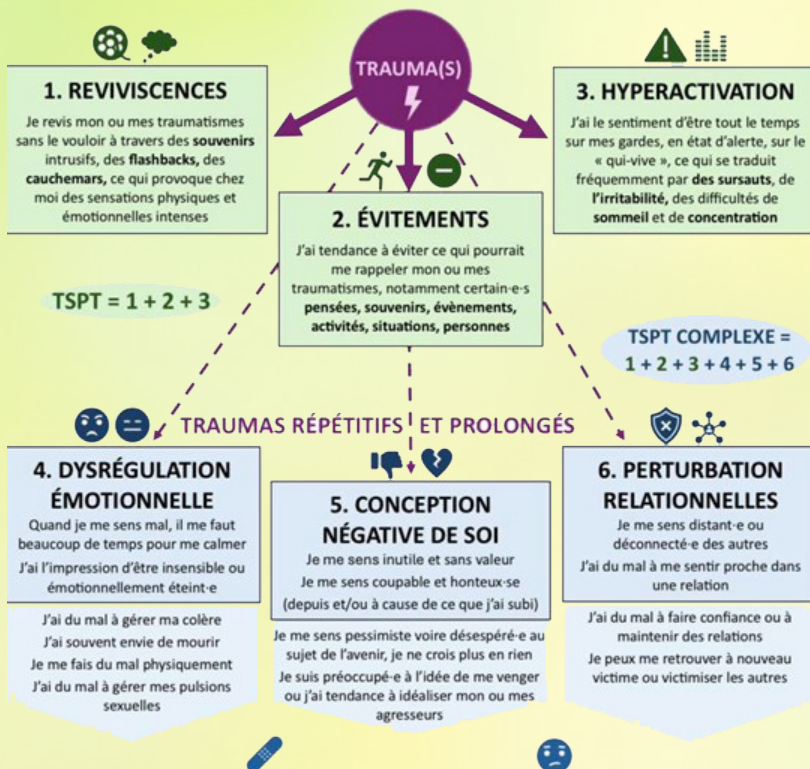 TRAUMA(S)
1. REVIVISCENCES
Je revis mon ou mes traumatismes
sans le vouloir à travers des souvenirs
intrusifs, des flashbacks, des
cauchemars, ce qui provoque chez
moi des sensations physiques et
émotionnelles intenses
3. HYPERACTIVATION
J'ai le sentiment d'être tout le temps
sur mes gardes, en état d'alerte, sur le
« qui-vive », ce qui se traduit
fréquemment par des sursauts, de
l'irritabilité, des difficultés de
sommeil et de concentration
2. ÉVITEMENTS
J'ai tendance à éviter ce qui pourrait
me rappeler mon ou mes
traumatismes, notamment certain·e·s
pensées, souvenirs, évènements,
activités, situations, personnes
TSPT = 1 + 2 + 3
TSPT COMPLEXE =
1 + 2 + 3 + 4 + 5 + 6
TRAUMAS RÉPÉTITIFS ET PROLONGÉS
4. DYSRÉGULATION
ÉMOTIONNELLE
Quand je me sens mal, il me faut
beaucoup de temps pour me calmer
J'ai l'impression d'être insensible ou
émotionnellement éteint·e
J'ai du mal à gérer ma colère
J'ai souvent envie de mourir
Je me fais du mal physiquement
J'ai du mal à gérer mes pulsions
sexuelles
5. CONCEPTION
NÉGATIVE DE SOI
Je me sens inutile et sans valeur
Je me sens coupable et honteux·se
(depuis et/ou à cause de ce que j'ai subi)
Je me sens pessimiste voire désespéré·e au
sujet de l'avenir, je ne crois plus en rien
Je suis préoccupé·e à l'idée de me venger
ou j'ai tendance à idéaliser mon ou mes
agresseurs
6. PERTURBATION
RELATIONNELLES
Je me sens distant·e ou
déconnecté·e des autres
J'ai du mal à me sentir proche dans
une relation
J'ai du mal à faire confiance ou à
maintenir des relations
Je peux me retrouver à nouveau
victime ou victimiser les autres